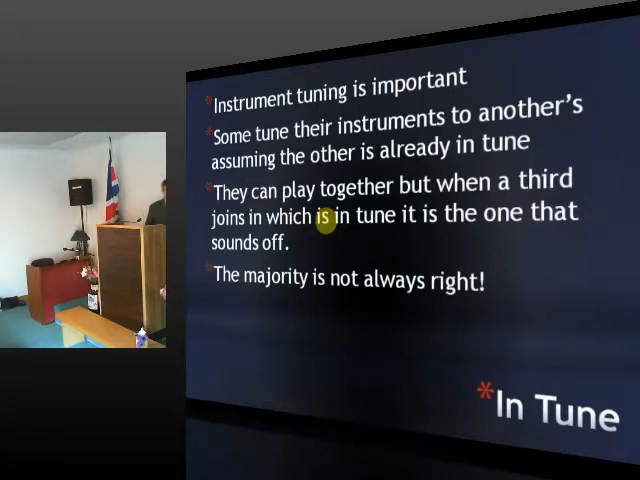 *Instrument tuning is important
*Some tune their instruments to another's
assuming the other is already in tune
*They can play together but when a third
joins in which is in tune it is the one that
sounds off.
*The majority is not always right!
*In Tune